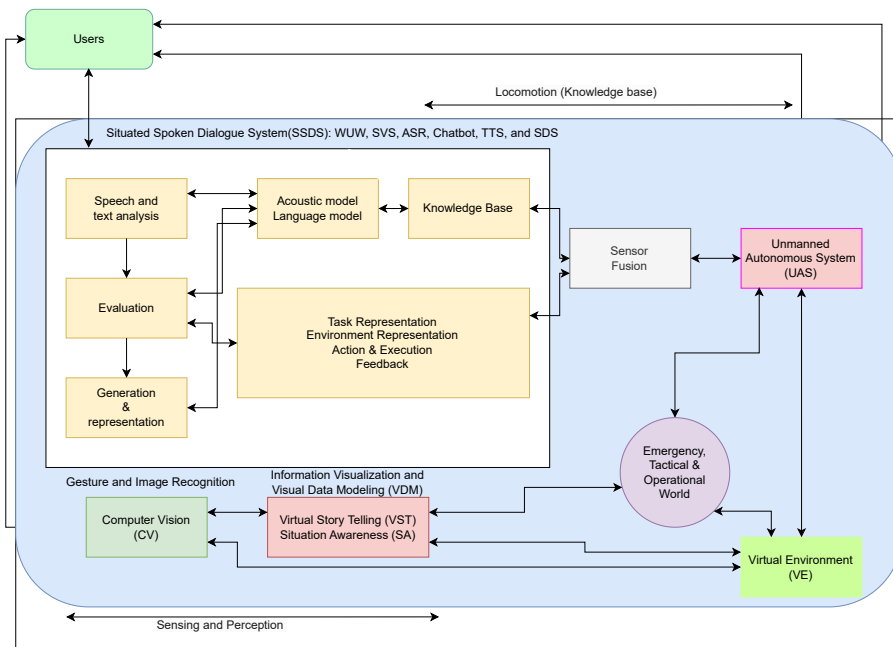 Users
Locomotion (Knowledge base)
Situated Spoken Dialogue System(SSDS): WUW, SVS, ASR, Chatbot, TTS, and SDS
Speech and
text analysis
Acoustic model
Language model
Knowledge Base
Sensor
Fusion
Unmanned
Autonomous System
(UAS)
Evaluation
Task Representation
Environment Representation
Action & Execution
Feedback
Generation
&
representation
Emergency,
Tactical &
Operational
World
Gesture and Image Recognition
Information Visualization and
Visual Data Modeling (VDM)
Computer Vision
(CV)
Virtual Story Telling (VST)
Situation Awareness (SA)
Virtual Environment
(VE)
Sensing and Perception